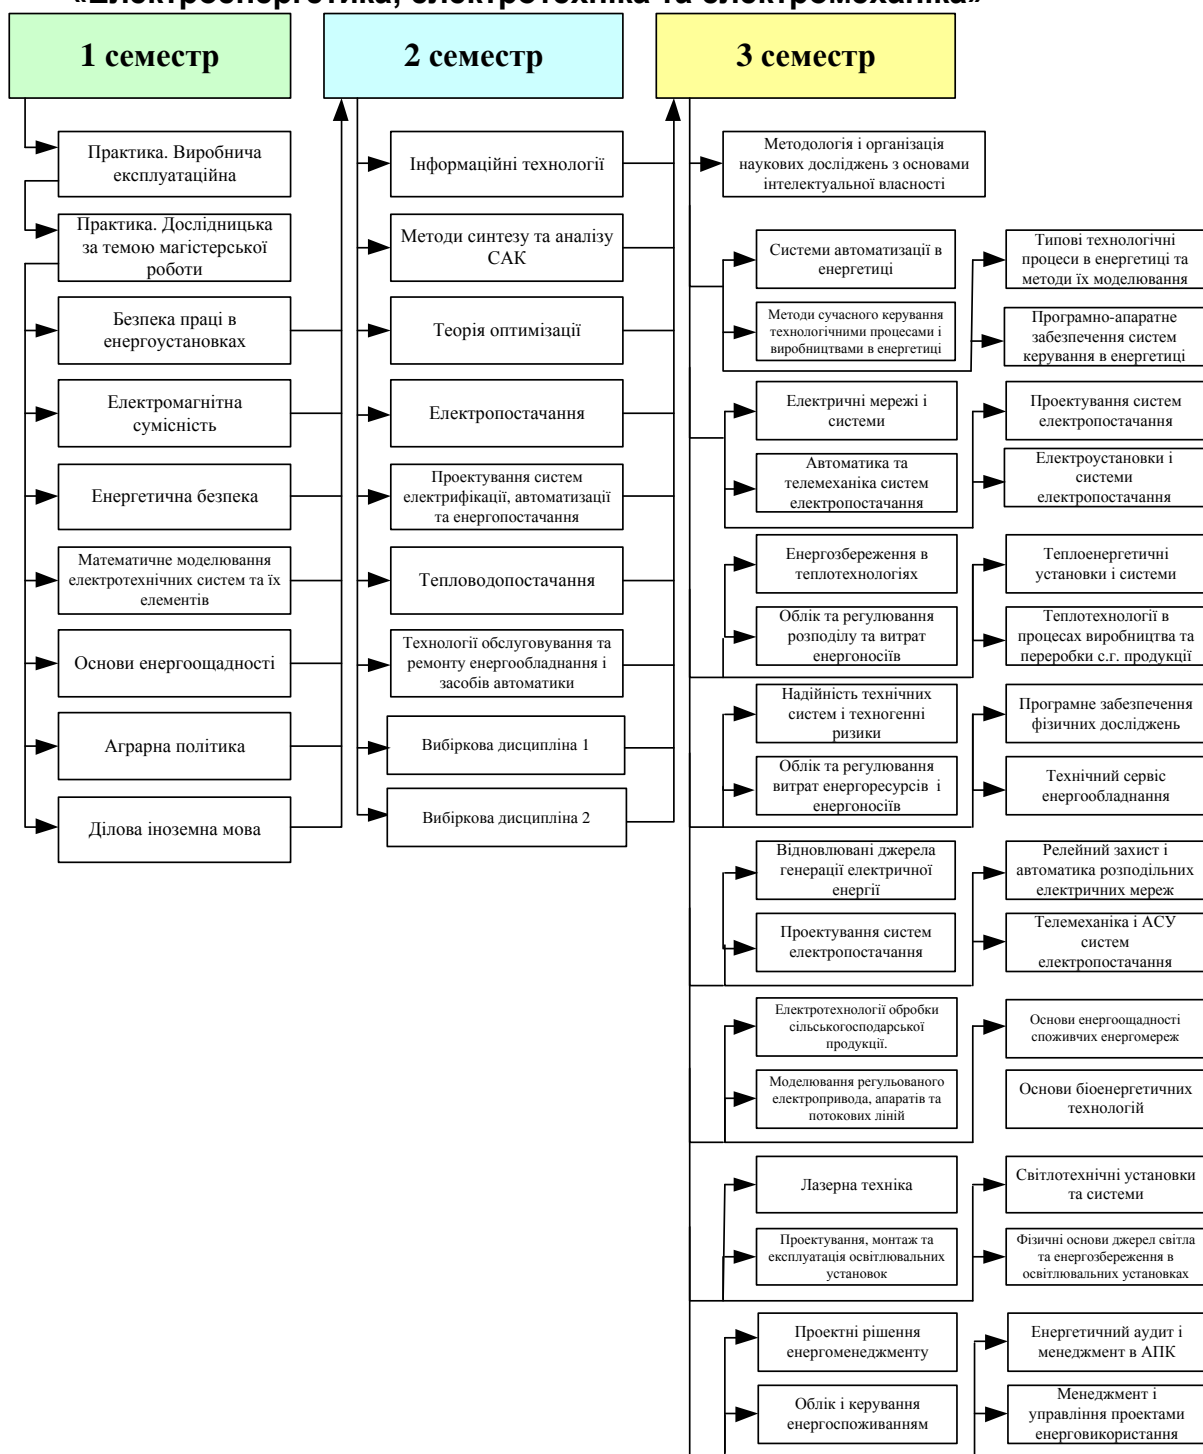 «Електроенергетика, електротехніка та електромеханіка»
1 семестр
Практика. Виробнича
експлуатаційна
Практика. Дослідницька
за темою магістерської
роботи
Безпека праці в
енергоустановках
Електромагнітна
сумісність
Енергетична безпека
Математичне моделювання
електротехнічних систем та їх
елементів
Основи енергоощадності
Аграрна політика
Ділова іноземна мова
2 семестр
Інформаційні технології
Методи синтезу та аналізу
САК
Теорія оптимізації
Електропостачання
Проектування систем
електрифікації, автоматизації
та енергопостачання
Тепловодопостачання
Технології обслуговування та
ремонту енергообладнання і
засобів автоматики
Вибіркова дисципліна 1
Вибіркова дисципліна 2
3 семестр
Методологія і організація
наукових досліджень з основами
інтелектуальної власності
Системи автоматизації в
енергетиці
Методи сучасного керування
технологічними процесами і
виробництвами в енергетиці
Типові технологічні
процеси в енергетиці та
методи їх моделювання
Програмно-апаратне
забезпечення систем
керування в енергетиці
Електричні мережі і
системи
Автоматика та
телемеханіка систем
електропостачання
Проектування систем
електропостачання
Електроустановки і
системи
електропостачання
Енергозбереження в
теплотехнологіях
Облік та регулювання
розподілу та витрат
енергоносіїв
Теплоенергетичні
установки і системи
Теплотехнології в
процесах виробництва та
переробки с.г. продукції
Надійність технічних
систем і техногенні
ризики
Облік та регулювання
витрат енергоресурсів і
енергоносіїв
Програмне забезпечення
фізичних досліджень
Технічний сервіс
енергообладнання
Відновлювані джерела
генерації електричної
енергії
Проектування систем
електропостачання
Релейний захист і
автоматика розподільних
електричних мереж
Телемеханіка і АСУ
систем
електропостачання
Електротехнології обробки
сільськогосподарської
продукції.
Моделювання регульованого
електропривода, апаратів та
потокових ліній
Основи енергоощадності
споживчих енергомереж
Основи біоенергетичних
технологій
Лазерна техніка
Проектування, монтаж та
експлуатація освітлювальних
установок
Світлотехнічні установки
та системи
Фізичні основи джерел світла
та енергозбереження в
освітлювальних установках
Проектні рішення
енергоменеджменту
Облік і керування
енергоспоживанням
Енергетичний аудит і
менеджмент в АПК
Менеджмент і
управління проектами
енерговикористання